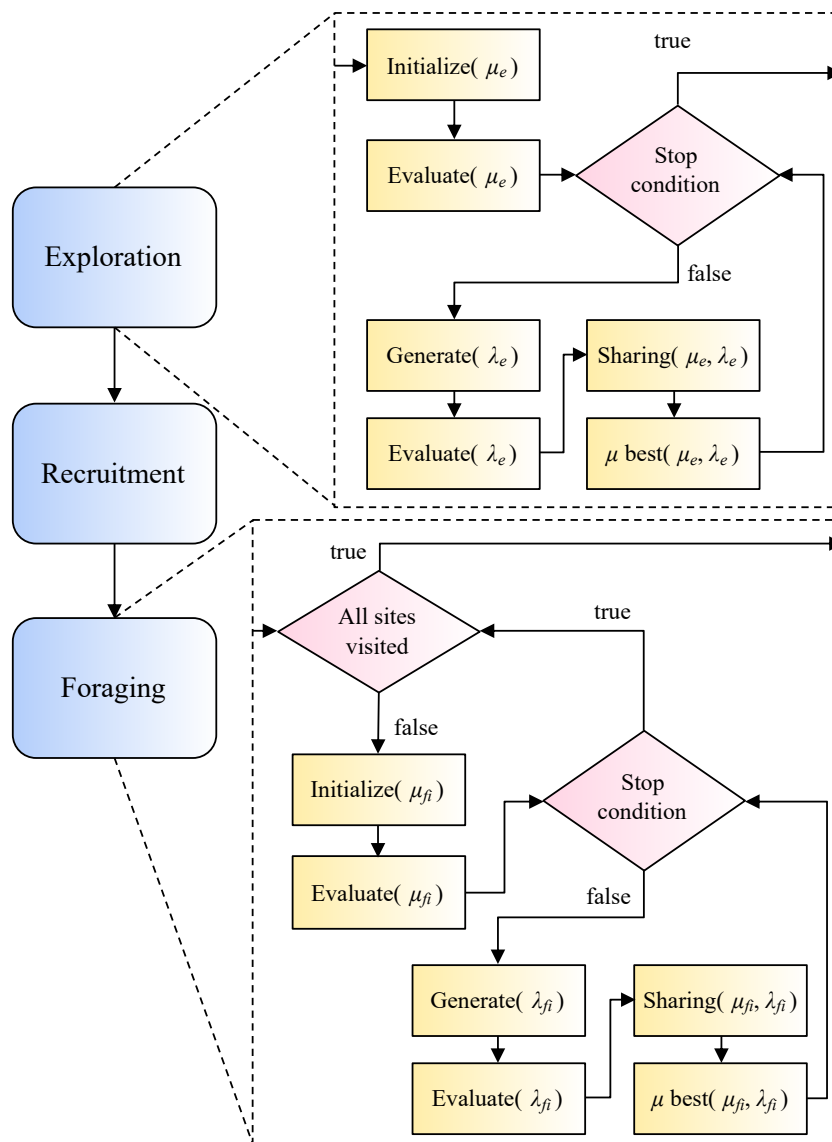 Exploration
Recruitment
Foraging
true
Initialize( μe)
Evaluate( μe)
Stop
condition
false
Generate( λe)
Sharing( μe, λe)
Evaluate( λe)
μ best( μe, λe)
true
All sites
visited
true
false
Initialize( μfi)
Stop
condition
Evaluate( μfi)
false
Generate( λfi)
Sharing( μfi, λfi)
Evaluate( λfi)
μ best( μfi, λfi)